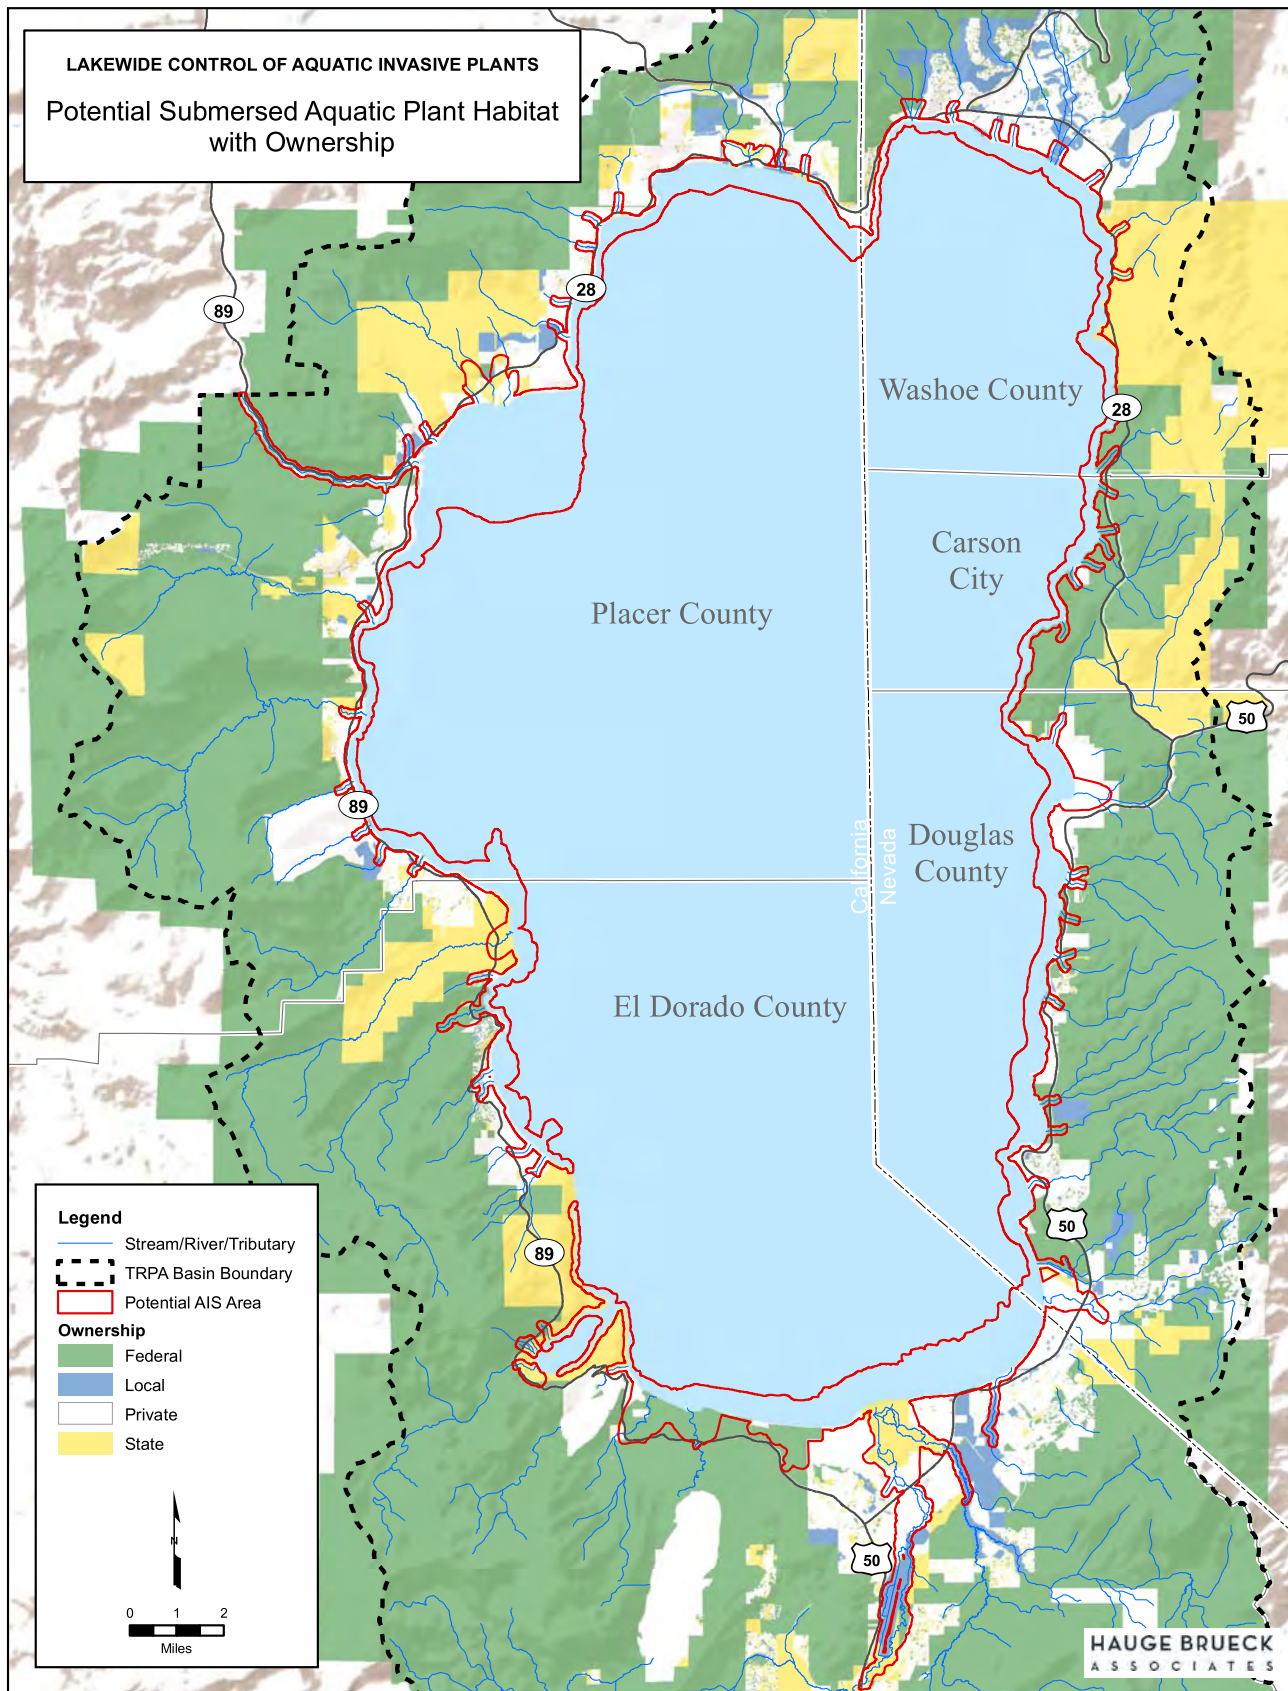 LAKEWIDE CONTROL OF AQUATIC INVASIVE PLANTS
Potential Submersed Aquatic Plant Habitat
with Ownership
28
89
Washoe County
28
Carson
City
Placer County
50
89
California
Nevada
Douglas
County
El Dorado County
50
89
50
Legend
Stream/River/Tributary
TRPA Basin Boundary
Potential AIS Area
Ownership
Federal
Local
Private
State
N
0 1 2
Miles
HAUGE BRUECK
ASSOCIATES